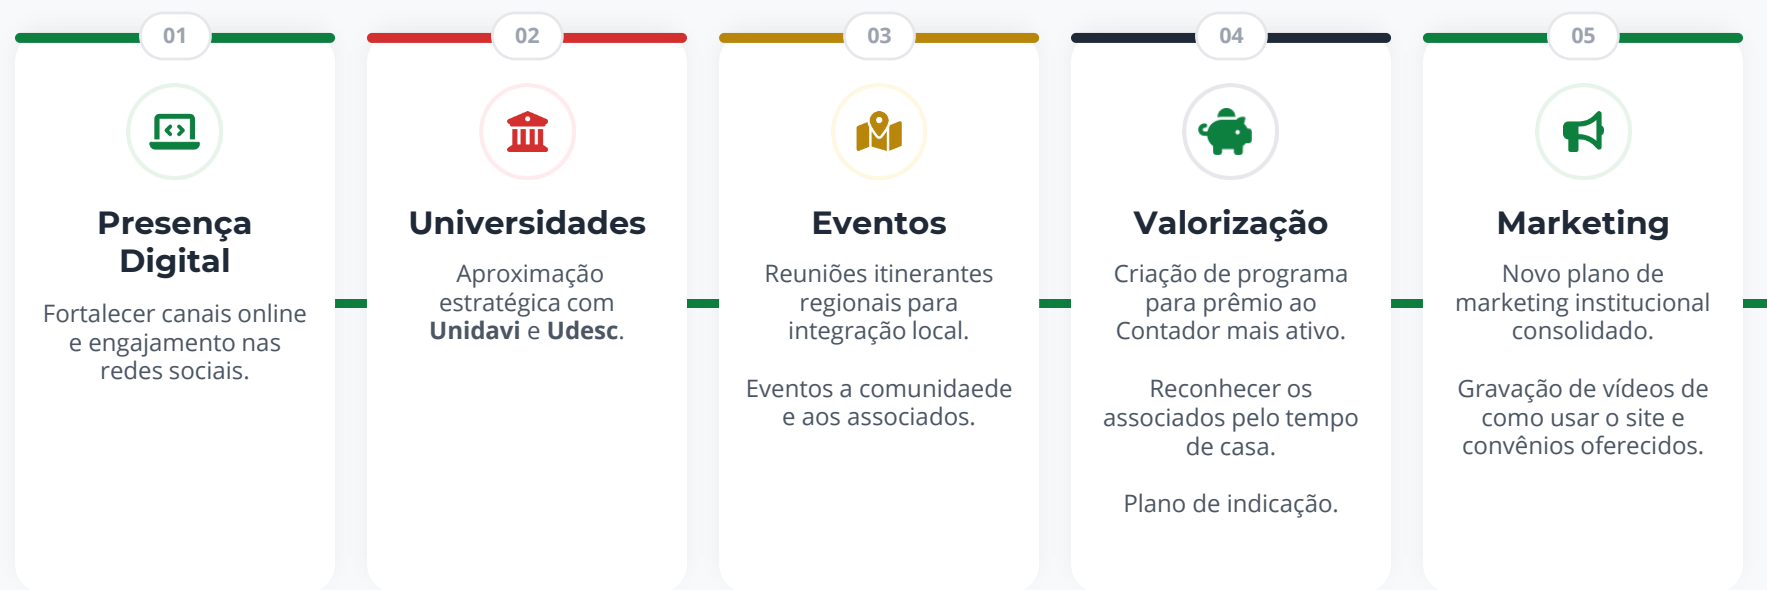 01
Presença
Digital
Fortalecer canais online
e engajamento nas
redes sociais.
02
Universidades
Aproximação
estratégica com
Unidavi e Udesc.
03
Eventos
Reuniões itinerantes
regionais para
integração local.
Eventos a comunidaede
e aos associados.
04
Valorização
Criação de programa
para prêmio ao
Contador mais ativo.
Reconhecer os
associados pelo tempo
de casa.
Plano de indicação.
05
Marketing
Novo plano de
marketing institucional
consolidado.
Gravação de vídeos de
como usar o site e
convênios oferecidos.